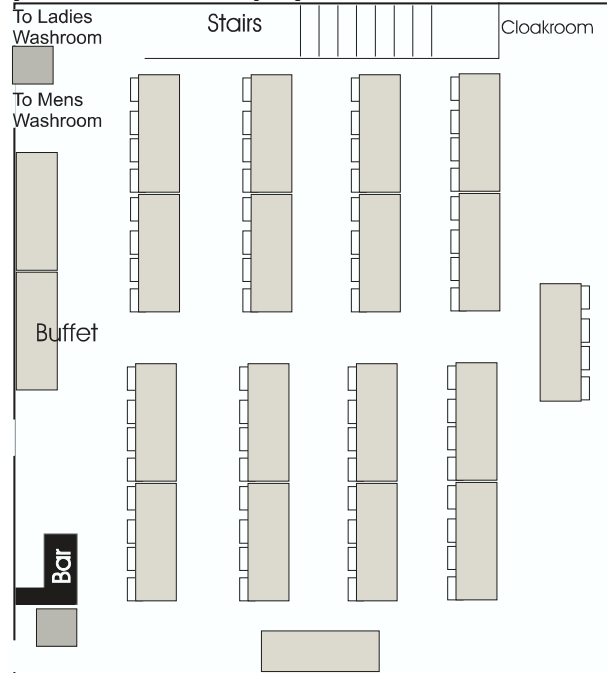 To Ladies
Washroom
Stairs
Cloakroom
To Mens
Washroom
Buffet
Bar